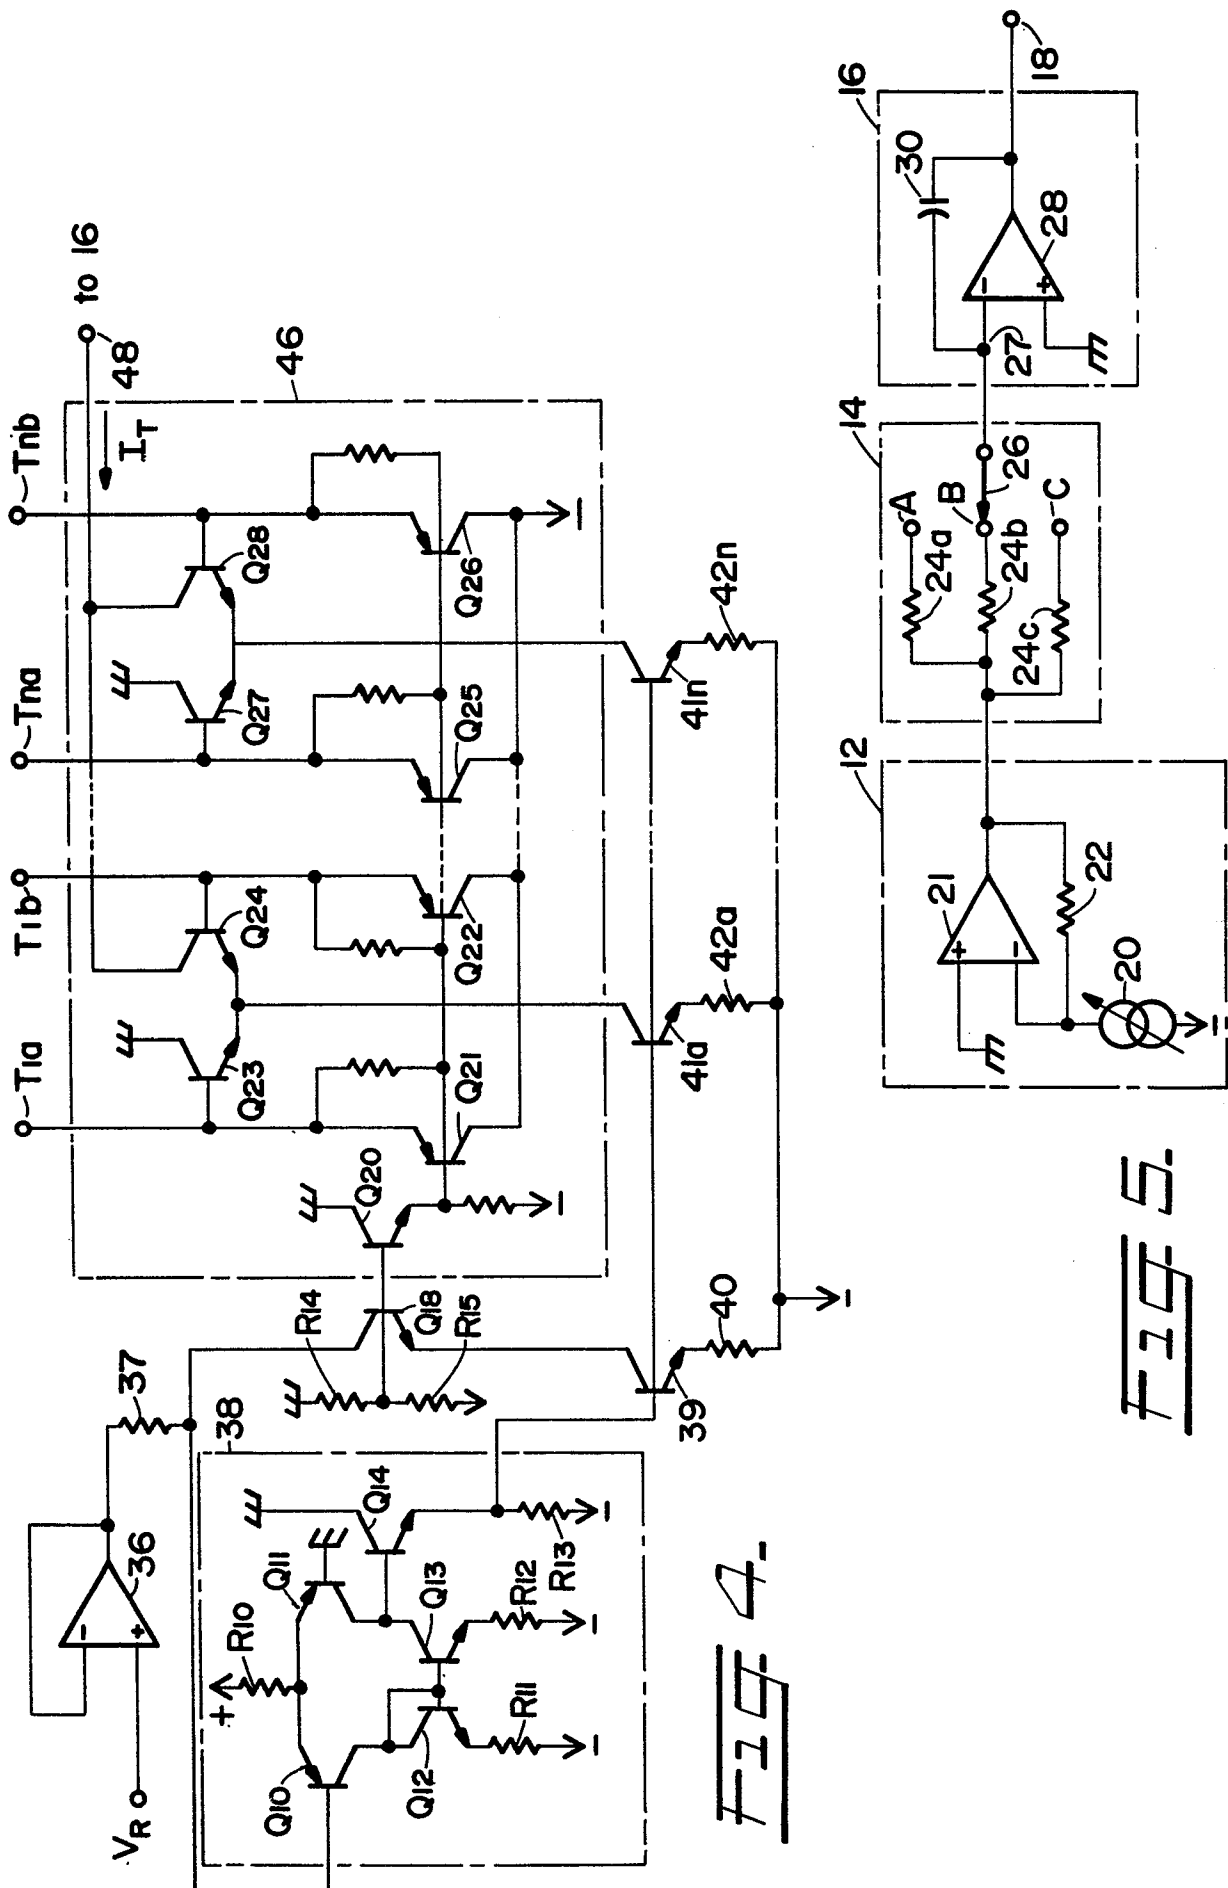 to 16
48
IT
46
T1a
T1b
Tna
Tnb
Q23
Q24
Q27
Q28
Q20
Q21
Q22
Q25
Q26
41a
42a
41n
42n
VR
-
+
36
37
38
+
R10
Q10
Q11
Q12
Q13
Q14
R11
R12
R13
-
-
-
R14
R15
Q18
39
40
-
-
-
FIG. 4.
12
+
-
21
22
20
-
14
24a
24b
24c
A
B
C
26
16
30
-
+
27
28
18
FIG. 5.